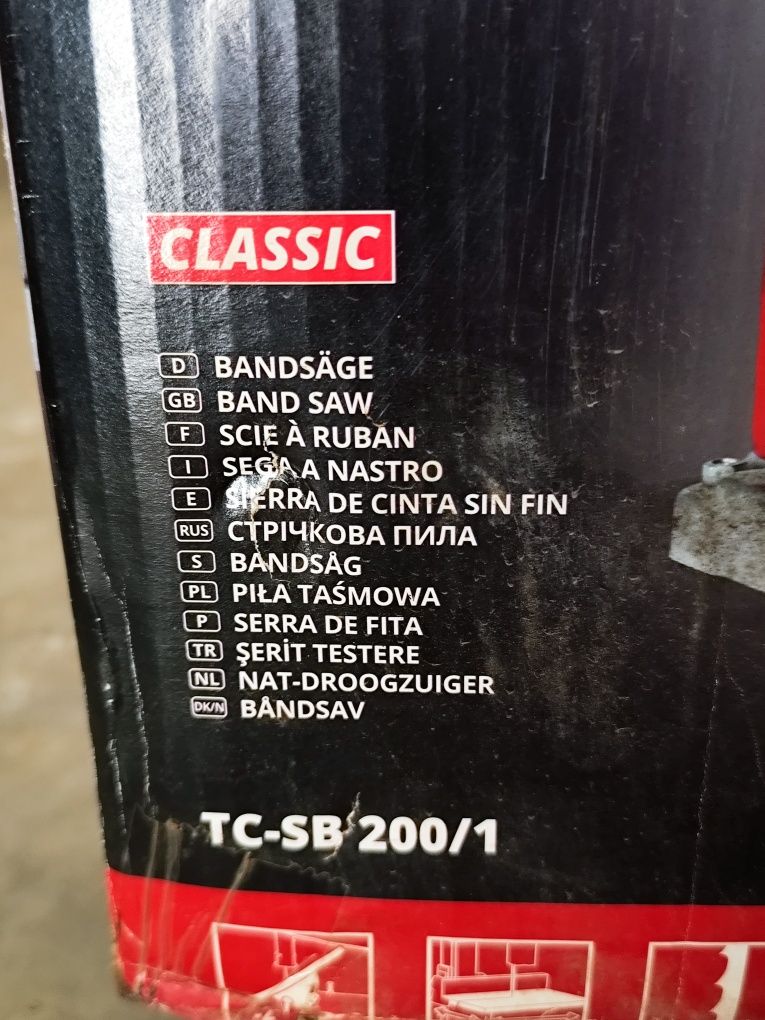 CLASSIC
D BANDSÄGE
GB BAND SAW
F SCIE À RUBAN
I SEGA A NASTRO
E SIERRA DE CINTA SIN FIN
RUS СТРІЧКОВА ПИЛА
S BANDSÅG
PL PIŁA TAŚMOWA
P SERRA DE FITA
TR ŞERİT TESTERE
NL NAT-DROOGZUIGER
DK/N BÅNDSAV
TC-SB 200/1